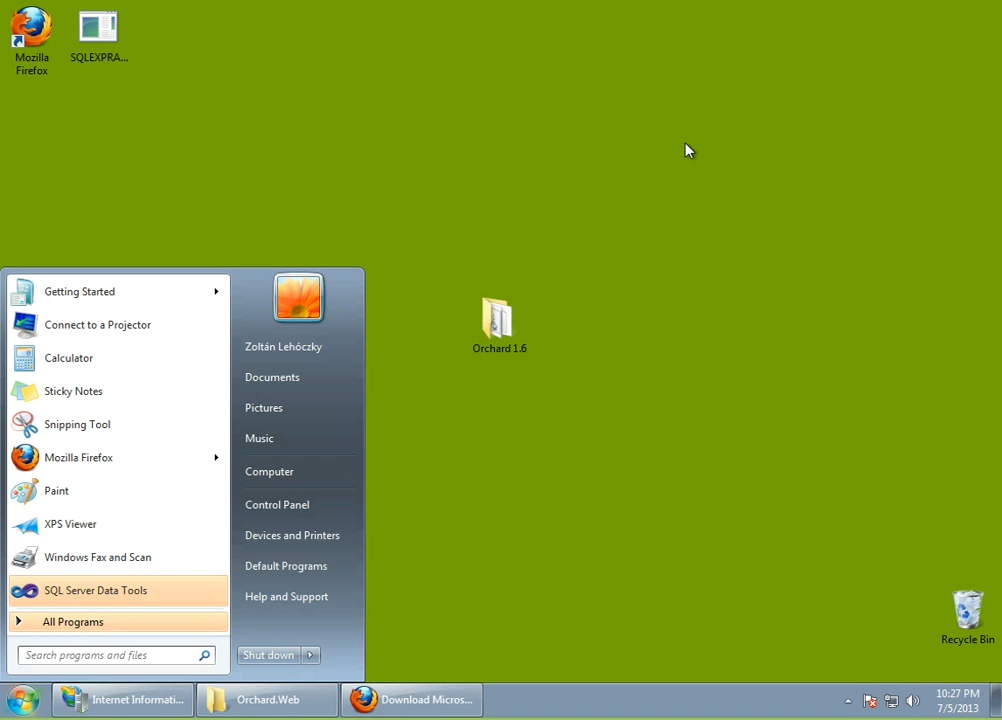 Mozilla
Firefox
SQLEXPRA...
Orchard 1.6
Getting Started
Connect to a Projector
Calculator
Sticky Notes
Snipping Tool
Mozilla Firefox
Paint
XPS Viewer
Windows Fax and Scan
SQL Server Data Tools
All Programs
Search programs and files
Zoltán Lehóczky
Documents
Pictures
Music
Computer
Control Panel
Devices and Printers
Default Programs
Help and Support
Shut down
Recycle Bin
Internet Informati...
Orchard.Web
Download Micros...
10:27 PM
7/5/2013